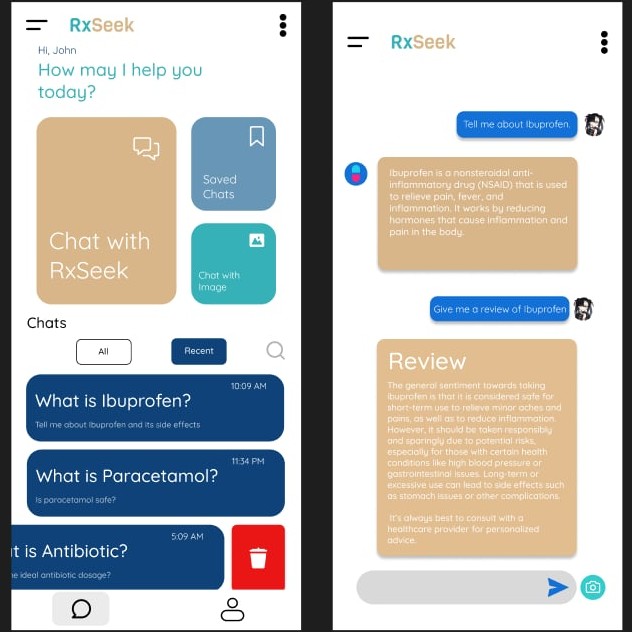 RxSeek
Hi, John
How may I help you
today?
Chat with
RxSeek
Saved
Chats
Chat with
Image
Chats
All
Recent
10:09 AM
What is Ibuprofen?
Tell me about Ibuprofen and its side effects
11:34 PM
What is Paracetamol?
Is paracetamol safe?
5:09 AM
t is Antibiotic?
ne ideal antibiotic dosage?
RxSeek
Tell me about Ibuprofen.
Ibuprofen is a nonsteroidal anti-
inflammatory drug (NSAID) that is used
to relieve pain, fever, and
inflammation. It works by reducing
hormones that cause inflammation and
pain in the body.
Give me a review of Ibuprofen
Review
The general sentiment towards taking
ibuprofen is that it is considered safe for
short-term use to relieve minor aches and
pains, as well as to reduce inflammation.
However, it should be taken responsibly
and sparingly due to potential risks,
especially for those with certain health
conditions like high blood pressure or
gastrointestinal issues. Long-term or
excessive use can lead to side effects such
as stomach issues or other complications.
It's always best to consult with a
healthcare provider for personalized
advice.